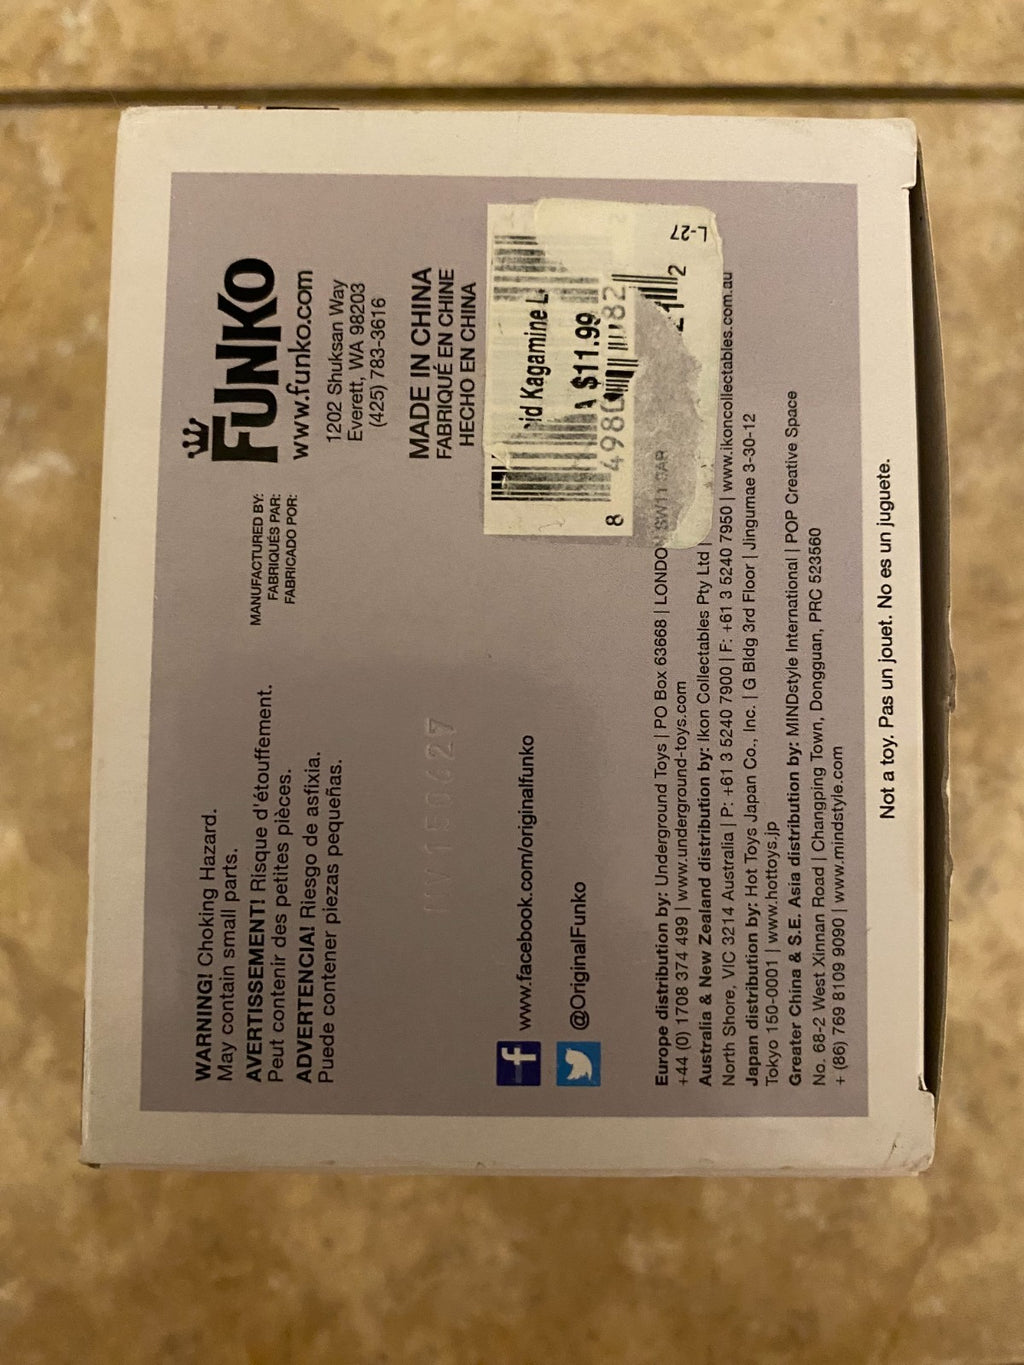 WARNING! Choking Hazard.
May contain small parts.
AVERTISSEMENT! Risque d'étouffement.
Peut contenir des petites pièces.
ADVERTENCIA! Riesgo de asfixia.
Puede contener piezas pequeñas.
MANUFACTURED BY:
FABRIQUÉS PAR:
FABRICADO POR:
FUNKO
www.funko.com
1202 Shuksan Way
Everett, WA 98203
(425) 783-3616
MADE IN CHINA
FABRIQUÉ EN CHINE
HECHO EN CHINA
150627
www.facebook.com/originalfunko
@OriginalFunko
Kagamine L
$11.99
8
2
L-27
Europe distribution by: Underground Toys | PO Box 63668 | LONDON SW11
+44 (0) 1708 374 499 | www.underground-toys.com
Australia & New Zealand distribution by: Ikon Collectables Pty Ltd |
North Shore, VIC 3214 Australia | P: +61 3 5240 7900 | F: +61 3 5240 7950 | www.ikoncollectables.com.au
Japan distribution by: Hot Toys Japan Co., Inc. | G Bldg 3rd Floor | Jingumae 3-30-12
Tokyo 150-0001 | www.hottoys.jp
Greater China & S.E. Asia distribution by: MINDstyle International | POP Creative Space
No. 68-2 West Xinnan Road | Changping Town, Dongguan, PRC 523560
+ (86) 769 8109 9090 | www.mindstyle.com
Not a toy. Pas un jouet. No es un juguete.